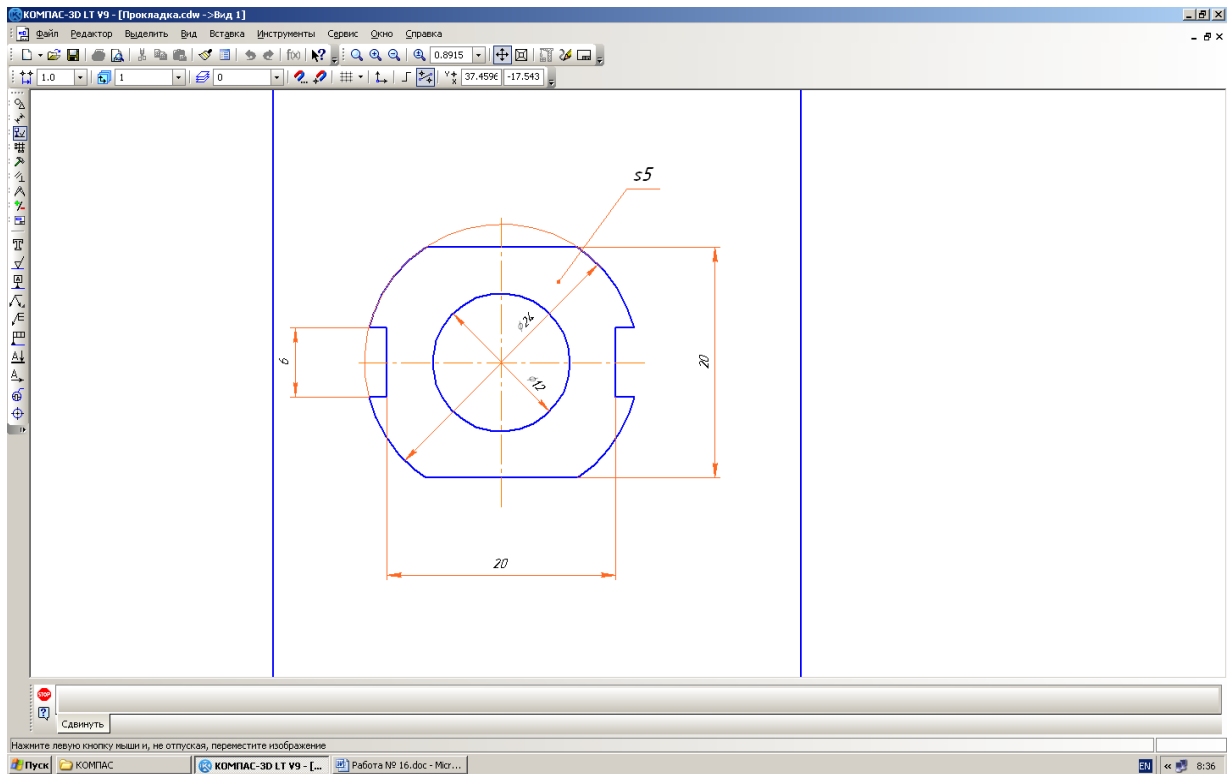 КОМПАС-3D LT V9 - [Прокладка.cdw ->Вид 1]
Файл Редактор Выделить Вид Вставка Инструменты Сервис Окно Справка
f(x) 0.8915
1.0 1 0 37.4596 -17.543
s5
⌀24
6
20
⌀12
20
STOP
Сдвинуть
Нажмите левую кнопку мыши и, не отпуская, переместите изображение
Пуск КОМПАС КОМПАС-3D LT V9 - [... Работа № 16.doc - Micr... EN « 8:36